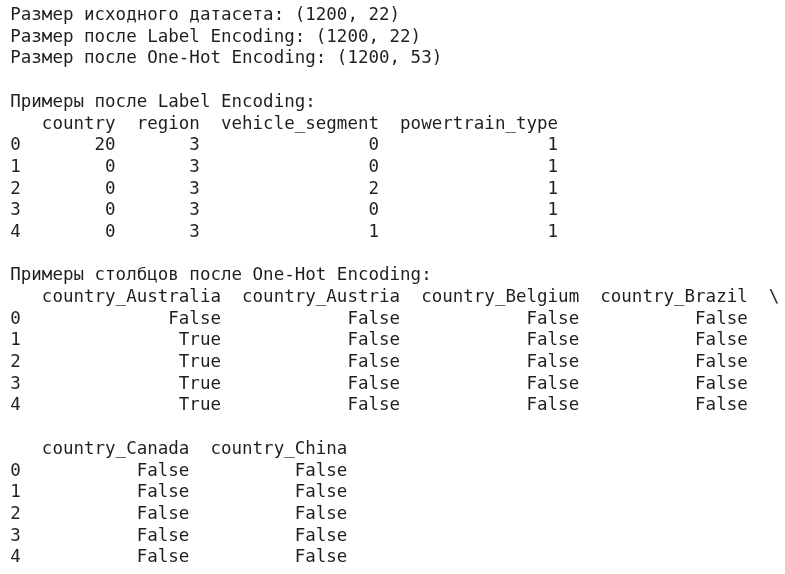 Размер исходного датасета: (1200, 22)
Размер после Label Encoding: (1200, 22)
Размер после One-Hot Encoding: (1200, 53)

Примеры после Label Encoding:
   country  region  vehicle_segment  powertrain_type
0       20       3                0                1
1        0       3                0                1
2        0       3                2                1
3        0       3                0                1
4        0       3                1                1

Примеры столбцов после One-Hot Encoding:
   country_Australia  country_Austria  country_Belgium  country_Brazil  \
0              False            False            False           False
1               True            False            False           False
2               True            False            False           False
3               True            False            False           False
4               True            False            False           False

   country_Canada  country_China
0           False          False
1           False          False
2           False          False
3           False          False
4           False          False